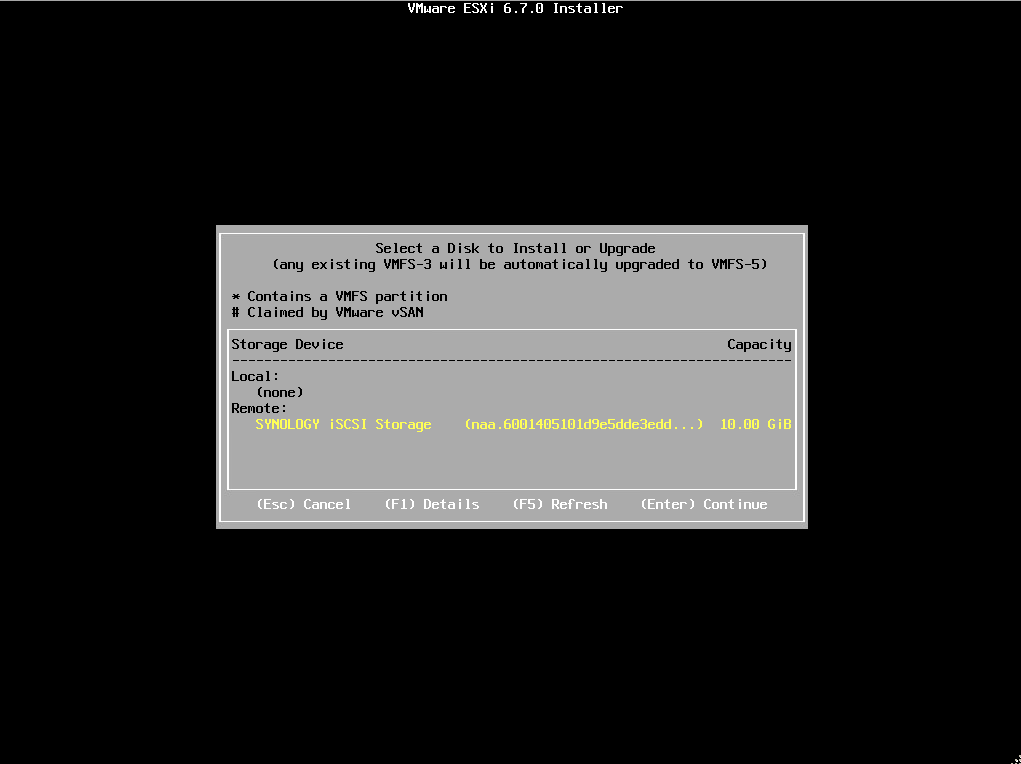 VMware ESXi 6.7.0 Installer
Select a Disk to Install or Upgrade
(any existing VMFS-3 will be automatically upgraded to VMFS-5)
* Contains a VMFS partition
# Claimed by VMware vSAN
Storage Device Capacity
--------------------------------------------------------------------
Local:
(none)
Remote:
SYNOLOGY iSCSI Storage (naa.6001405101d9e5dde3edd...) 10.00 GiB
(Esc) Cancel (F1) Details (F5) Refresh (Enter) Continue